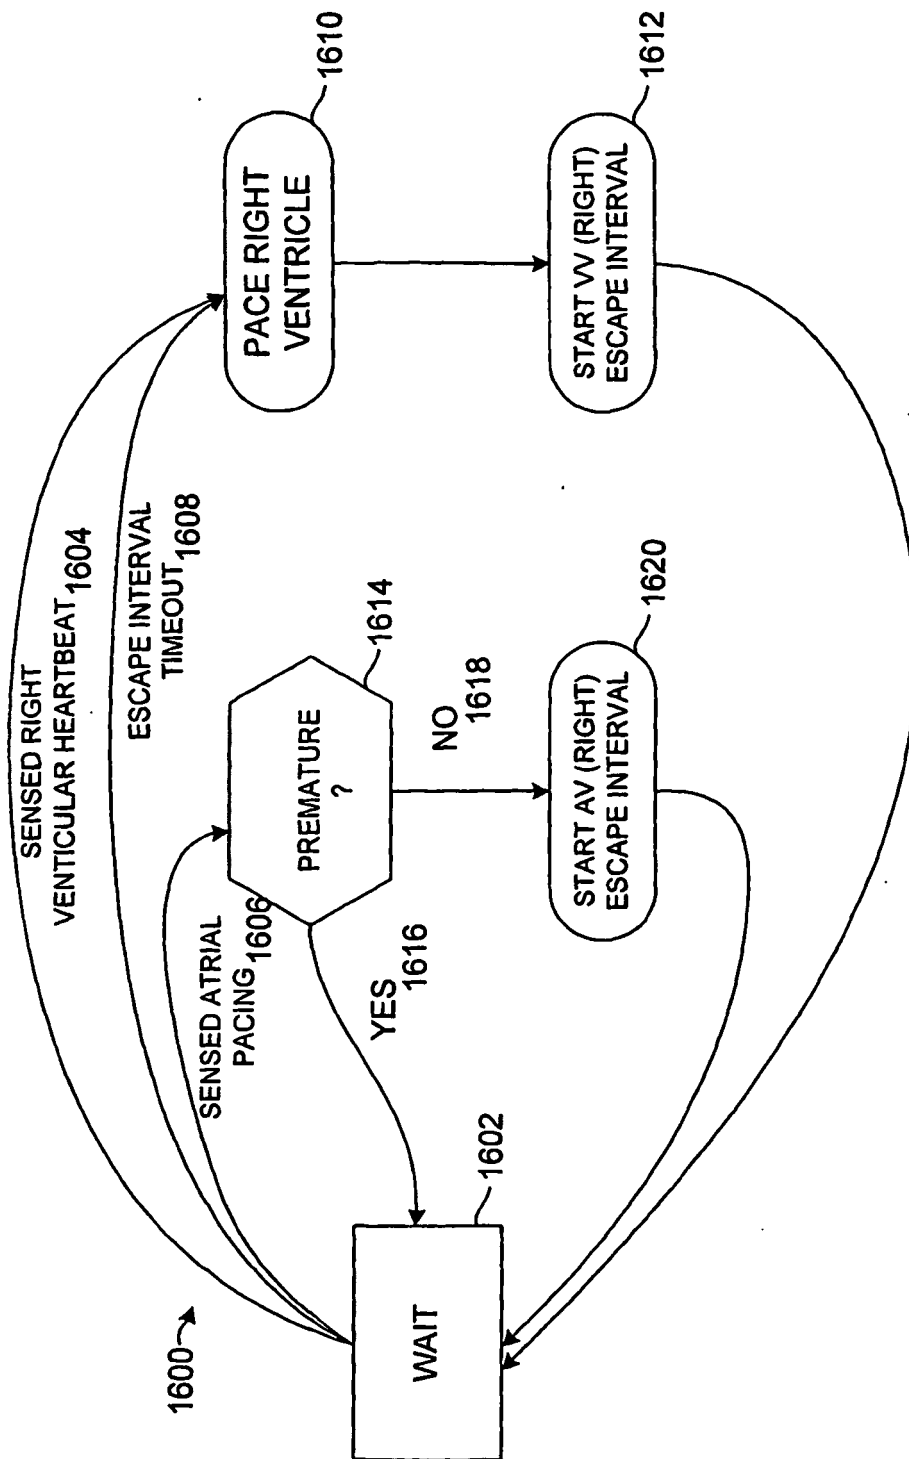 1600
WAIT
1602
SENSED RIGHT
VENTICULAR HEARTBEAT 1604
ESCAPE INTERVAL
TIMEOUT 1608
SENSED ATRIAL
PACING 1606
PREMATURE
?
1614
YES
1616
NO
1618
START AV (RIGHT)
ESCAPE INTERVAL
1620
PACE RIGHT
VENTRICLE
1610
START VV (RIGHT)
ESCAPE INTERVAL
1612